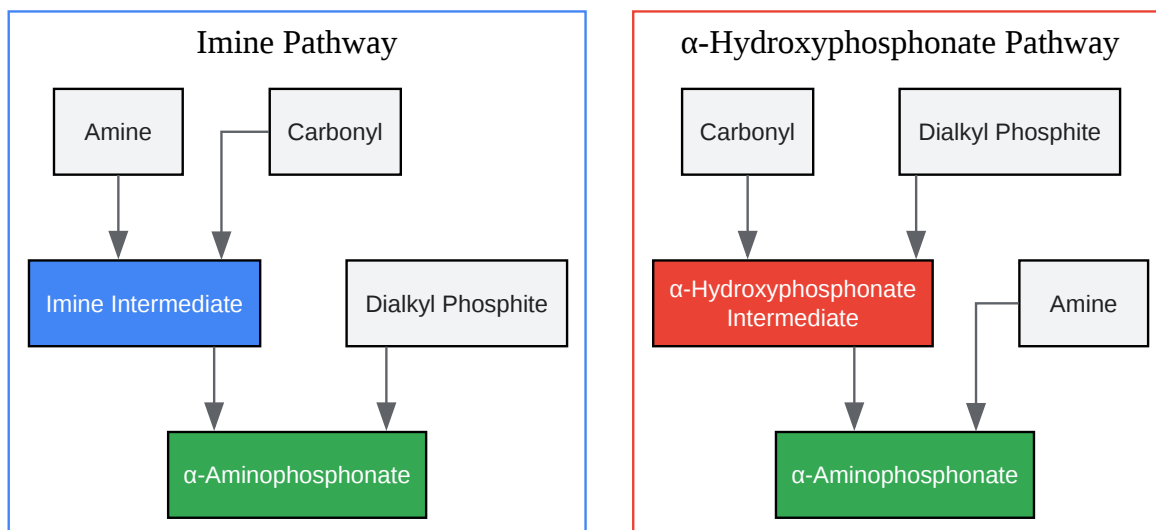 Imine Pathway
Amine
Carbonyl
Imine Intermediate
Dialkyl Phosphite
α-Aminophosphonate
α-Hydroxyphosphonate Pathway
Carbonyl
Dialkyl Phosphite
α-Hydroxyphosphonate
Intermediate
Amine
α-Aminophosphonate